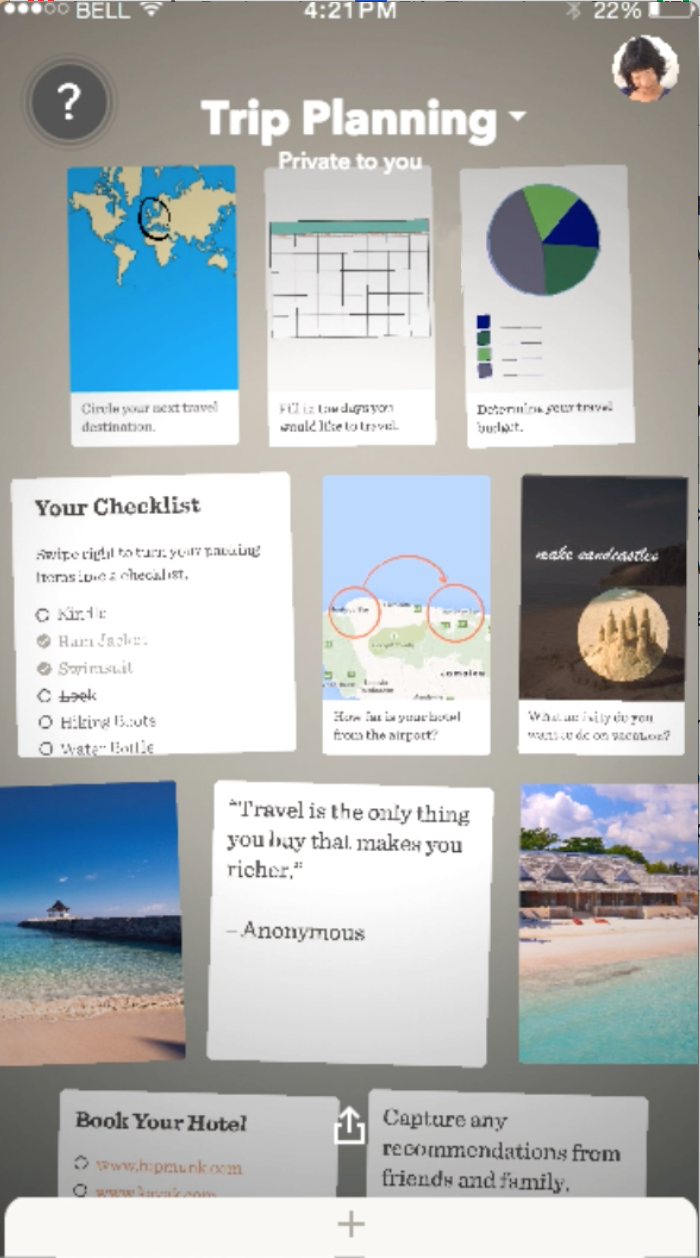 BELL 4:21PM 22%
?
Trip Planning
Private to you
Circle your next travel
destination.
Fill in the days you
would like to travel.
Determine your travel
budget.
Your Checklist
Swipe right to turn your packing
items into a checklist.
Kindle
Rain Jacket
Swimsuit
Hiking Boots
Water Bottle
Jamaica
How far is your hotel
from the airport?
make sandcastles
What activity do you
want to do on vacation?
“Travel is the only thing
you buy that makes you
richer.”
– Anonymous
Book Your Hotel
www.hipmunk.com
www.kayak.com
Capture any
recommendations from
friends and family.
+